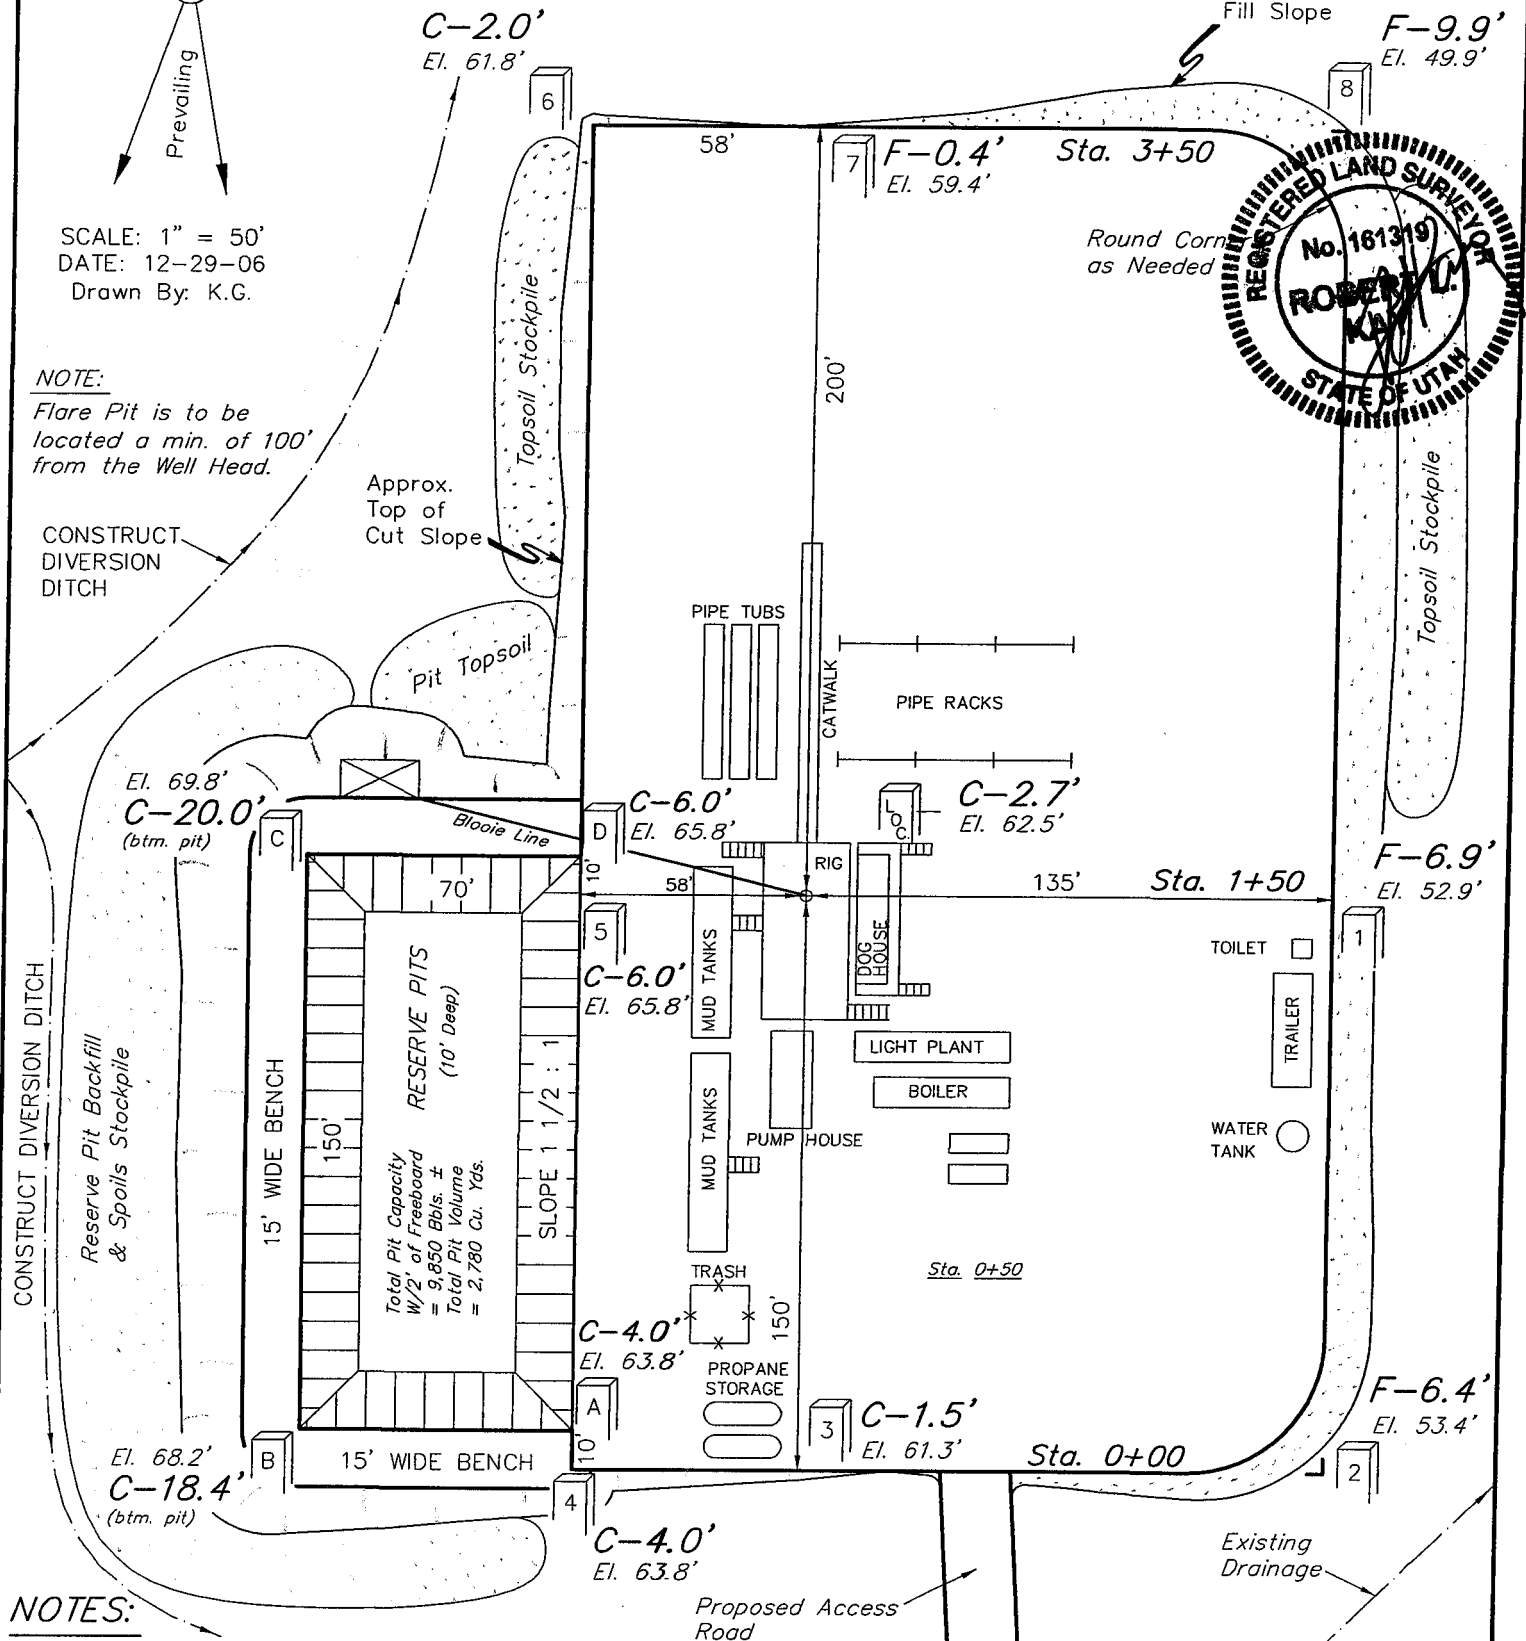 C-2.0'
El. 61.8'
Fill Slope
F-9.9'
El. 49.9'
Prevailing
6
8
58'
7
F-0.4'
El. 59.4'
Sta. 3+50
SCALE: 1" = 50'
DATE: 12-29-06
Drawn By: K.G.
REGISTERED LAND SURVEYOR
No. 161319
ROBERT L.
KAY
STATE OF UTAH
Round Corn
as Needed
Topsoil Stockpile
200'
NOTE:
Flare Pit is to be
located a min. of 100'
from the Well Head.
Approx.
Top of
Cut Slope
CONSTRUCT
DIVERSION
DITCH
Topsoil Stockpile
PIPE TUBS
Pit Topsoil
CATWALK
PIPE RACKS
El. 69.8'
C-20.0'
(btm. pit)
C
Blooie Line
D
C-6.0'
El. 65.8'
LOC.
C-2.7'
El. 62.5'
RIG
F-6.9'
El. 52.9'
70'
10'
58'
135'
Sta. 1+50
1
5
C-6.0'
El. 65.8'
MUD TANKS
DOG
HOUSE
TOILET
TRAILER
LIGHT PLANT
BOILER
PUMP HOUSE
WATER
TANK
CONSTRUCT DIVERSION DITCH
Reserve Pit Backfill
& Spoils Stockpile
15' WIDE BENCH
150'
RESERVE PITS
(10' Deep)
Total Pit Capacity
W/2' of Freeboard
= 9,850 Bbls. ±
Total Pit Volume
= 2,780 Cu. Yds.
SLOPE 1 1/2 : 1
MUD TANKS
Sta. 0+50
TRASH
150'
C-4.0'
El. 63.8'
PROPANE
STORAGE
A
10'
3
C-1.5'
El. 61.3'
F-6.4'
El. 53.4'
2
Sta. 0+00
El. 68.2'
C-18.4'
(btm. pit)
B
15' WIDE BENCH
4
C-4.0'
El. 63.8'
Existing
Drainage
Proposed Access
Road
NOTES: